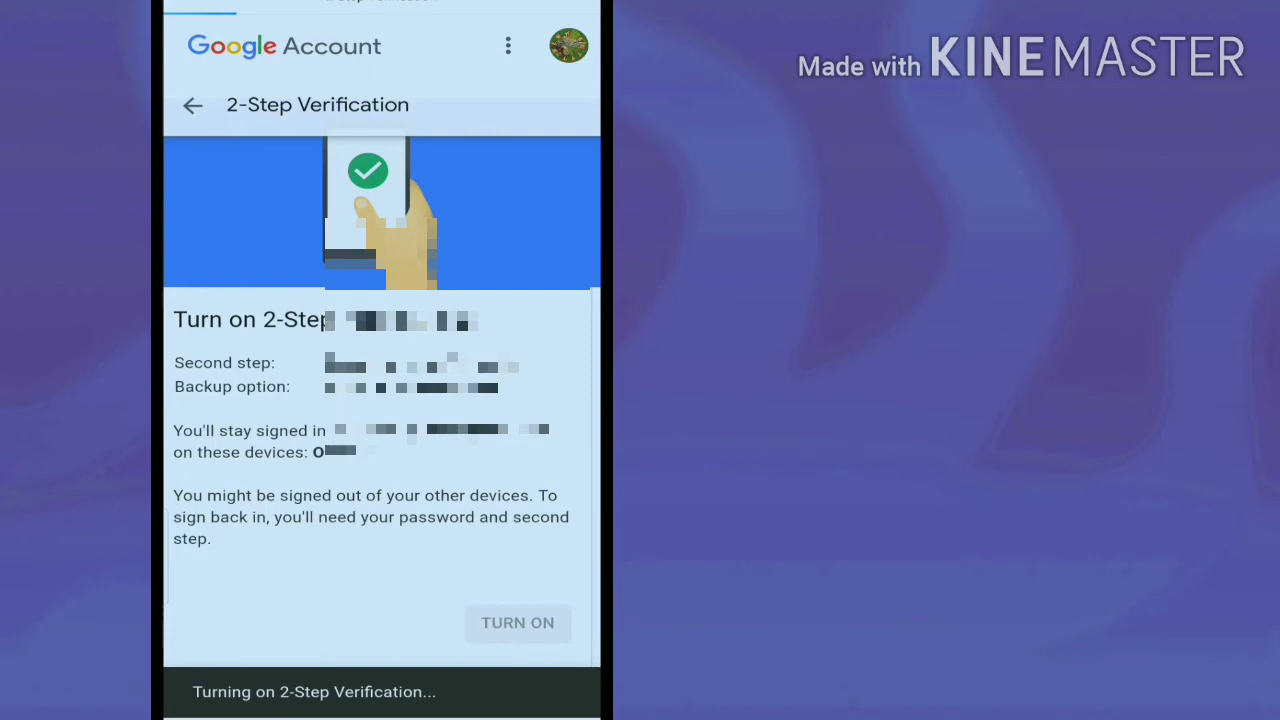 Google Account
Made with KINEMASTER
2-Step Verification
Turn on 2-Step
Second step:
Backup option:
You'll stay signed in
on these devices:
You might be signed out of your other devices. To
sign back in, you'll need your password and second
step.
TURN ON
Turning on 2-Step Verification...